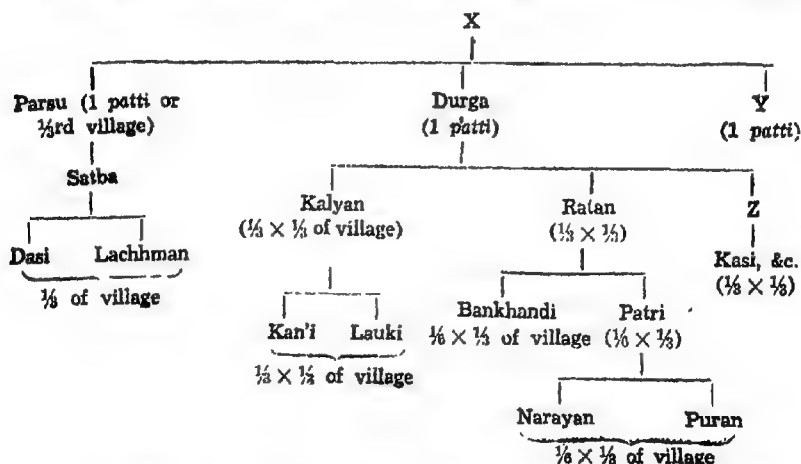 X
Parsu (1 patti or
⅓rd village)
Durga
(1 patti)
Y
(1 patti)
Satba
Kalyan
(⅓ × ⅓ of village)
Ratan
(⅓ × ⅓)
Z
Dasi Lachhman
⅓ of village
Kasi, &c.
(⅓ × ⅓)
Kan'i Lauki
⅓ × ⅓ of village
Bankhandi
⅙ × ⅓ of village
Patri
(⅙ × ⅓)
Narayan Puran
⅙ × ⅓ of village